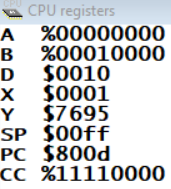 CPU registers
A %00000000
B %00010000
D $0010
X $0001
Y $7695
SP $00ff
PC $800d
CC %11110000